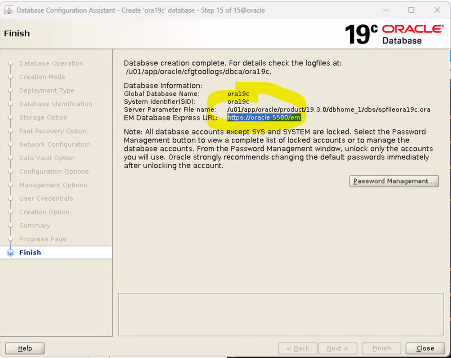 Database Configuration Assistant - Create 'ora19c' database - Step 15 of 15@oracle
Finish
19c ORACLE
Database
Database Operation
Creation Mode
Deployment Type
Database Identification
Storage Option
Fast Recovery Option
Network Configuration
Data Vault Option
Configuration Options
Management Options
User Credentials
Creation Option
Summary
Progress Page
Finish
Database creation complete. For details check the logfiles at:
/u01/app/oracle/cfgtoollogs/dbca/ora19c.
Database Information:
Global Database Name: ora19c
System Identifier(SID): ora19c
Server Parameter File name: /u01/app/oracle/product/19.3.0/dbhome_1/dbs/spfileora19c.ora
EM Database Express URL: https://oracle:5500/em
Note: All database accounts except SYS and SYSTEM are locked. Select the Password
Management button to view a complete list of locked accounts or to manage the
database accounts. From the Password Management window, unlock only the accounts
you will use. Oracle strongly recommends changing the default passwords immediately
after unlocking the account.
Password Management...
Help
< Back
Next >
Finish
Close